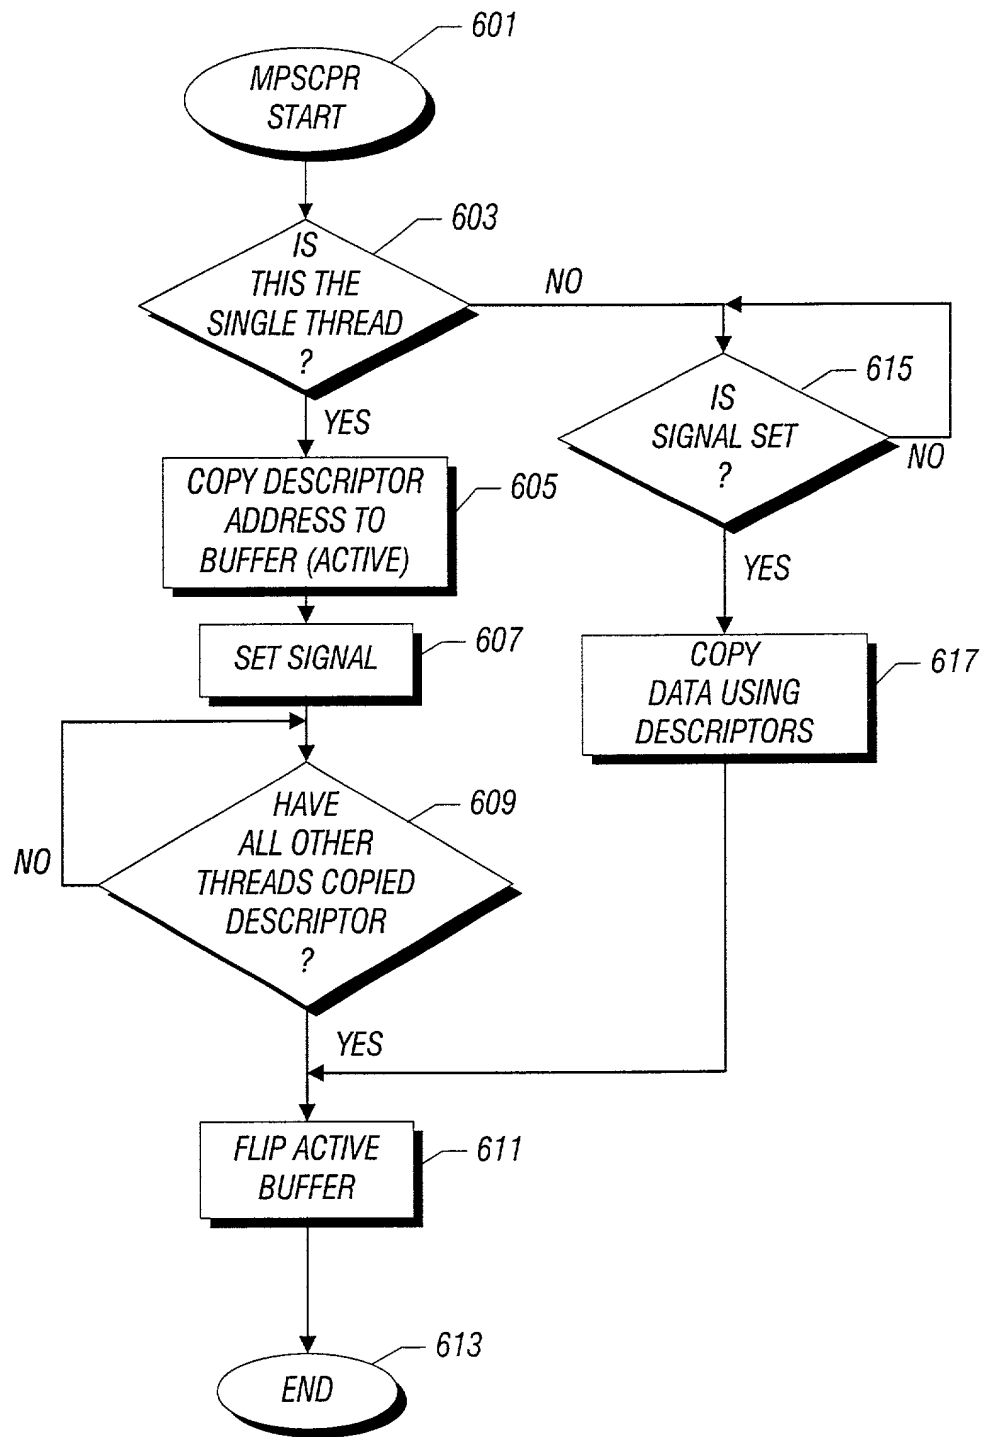 601
MPSCPR
START
603
IS
THIS THE
SINGLE THREAD
?
NO
YES
615
IS
SIGNAL SET
?
NO
YES
COPY DESCRIPTOR
ADDRESS TO
BUFFER (ACTIVE)
605
SET SIGNAL
607
COPY
DATA USING
DESCRIPTORS
617
HAVE
ALL OTHER
THREADS COPIED
DESCRIPTOR
?
609
NO
YES
FLIP ACTIVE
BUFFER
611
END
613